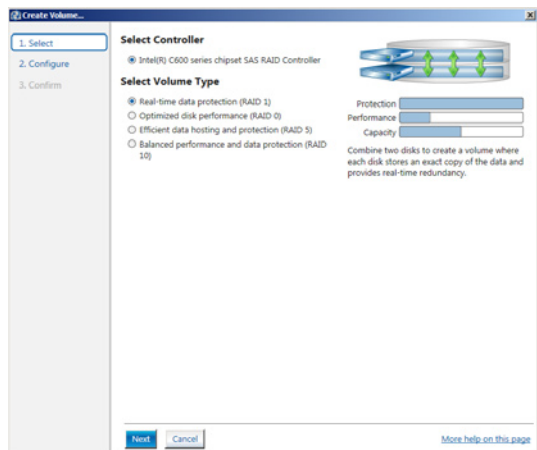 Create Volume...
1. Select
2. Configure
3. Confirm
Select Controller
Intel(R) C600 series chipset SAS RAID Controller
Select Volume Type
Real-time data protection (RAID 1)
Optimized disk performance (RAID 0)
Efficient data hosting and protection (RAID 5)
Balanced performance and data protection (RAID
10)
Protection
Performance
Capacity
Combine two disks to create a volume where
each disk stores an exact copy of the data and
provides real-time redundancy.
Next
Cancel
More help on this page